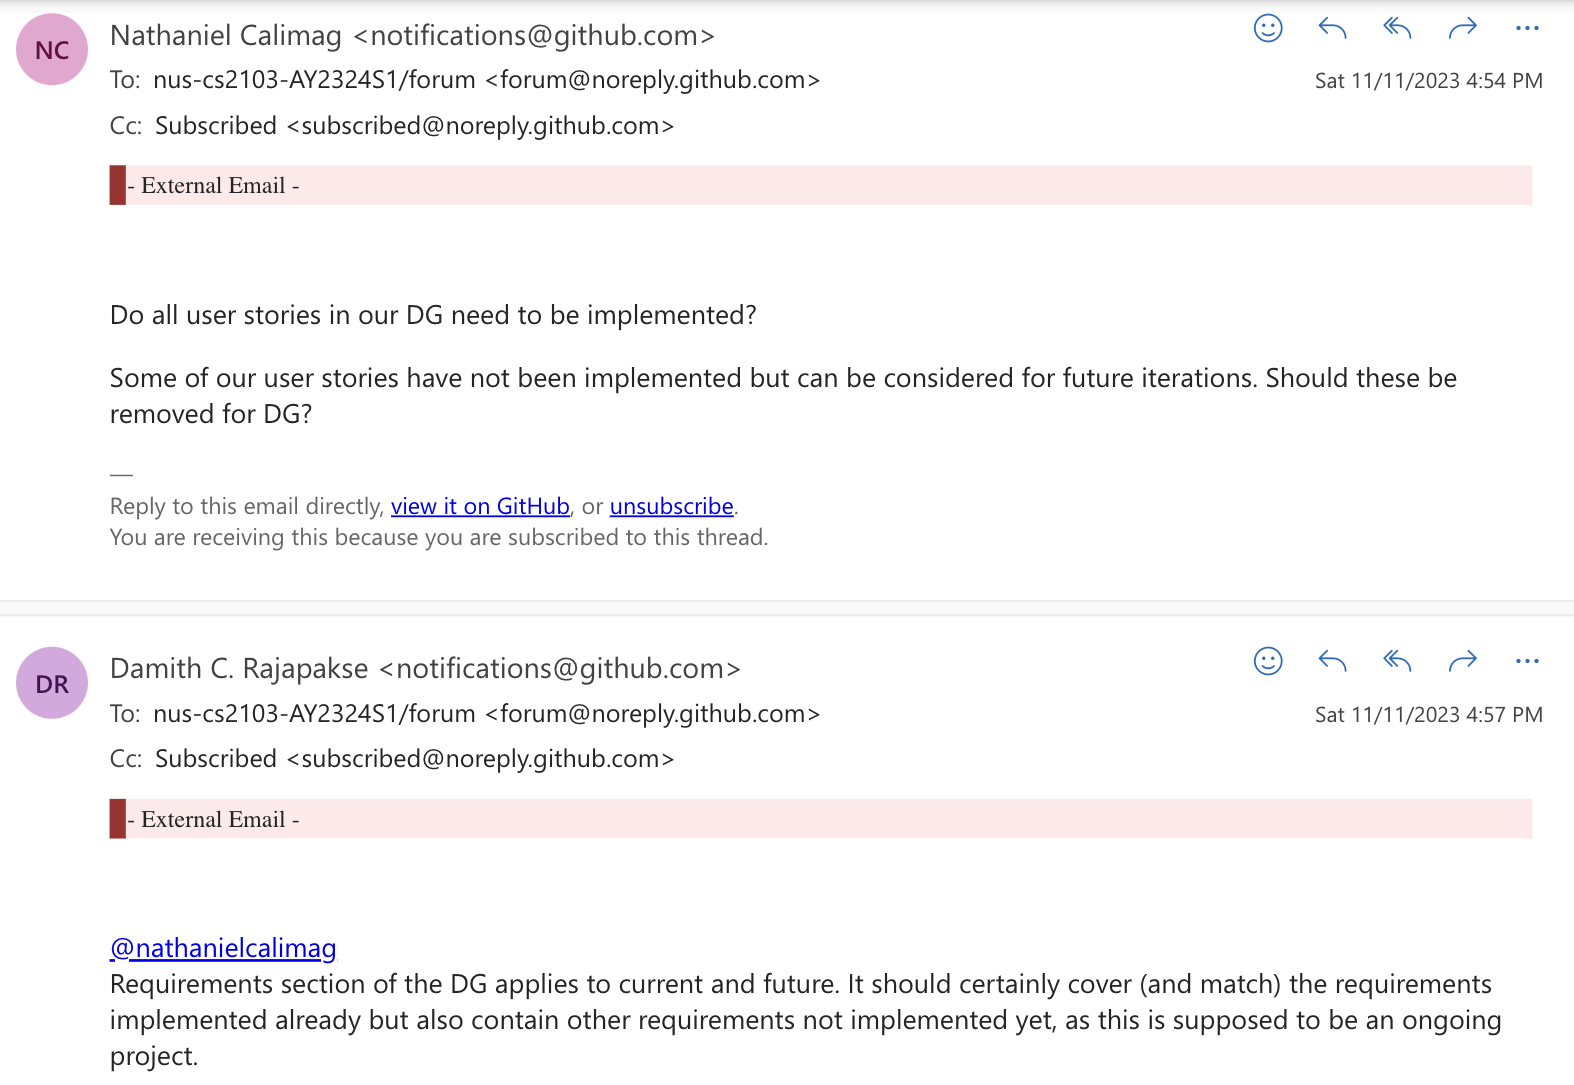 NC
Nathaniel Calimag <notifications@github.com>
To: nus-cs2103-AY2324S1/forum <forum@noreply.github.com>
Sat 11/11/2023 4:54 PM
Cc: Subscribed <subscribed@noreply.github.com>
- External Email -
Do all user stories in our DG need to be implemented?
Some of our user stories have not been implemented but can be considered for future iterations. Should these be
removed for DG?
—
Reply to this email directly, view it on GitHub, or unsubscribe.
You are receiving this because you are subscribed to this thread.
DR
Damith C. Rajapakse <notifications@github.com>
To: nus-cs2103-AY2324S1/forum <forum@noreply.github.com>
Sat 11/11/2023 4:57 PM
Cc: Subscribed <subscribed@noreply.github.com>
- External Email -
@nathanielcalimag
Requirements section of the DG applies to current and future. It should certainly cover (and match) the requirements
implemented already but also contain other requirements not implemented yet, as this is supposed to be an ongoing
project.